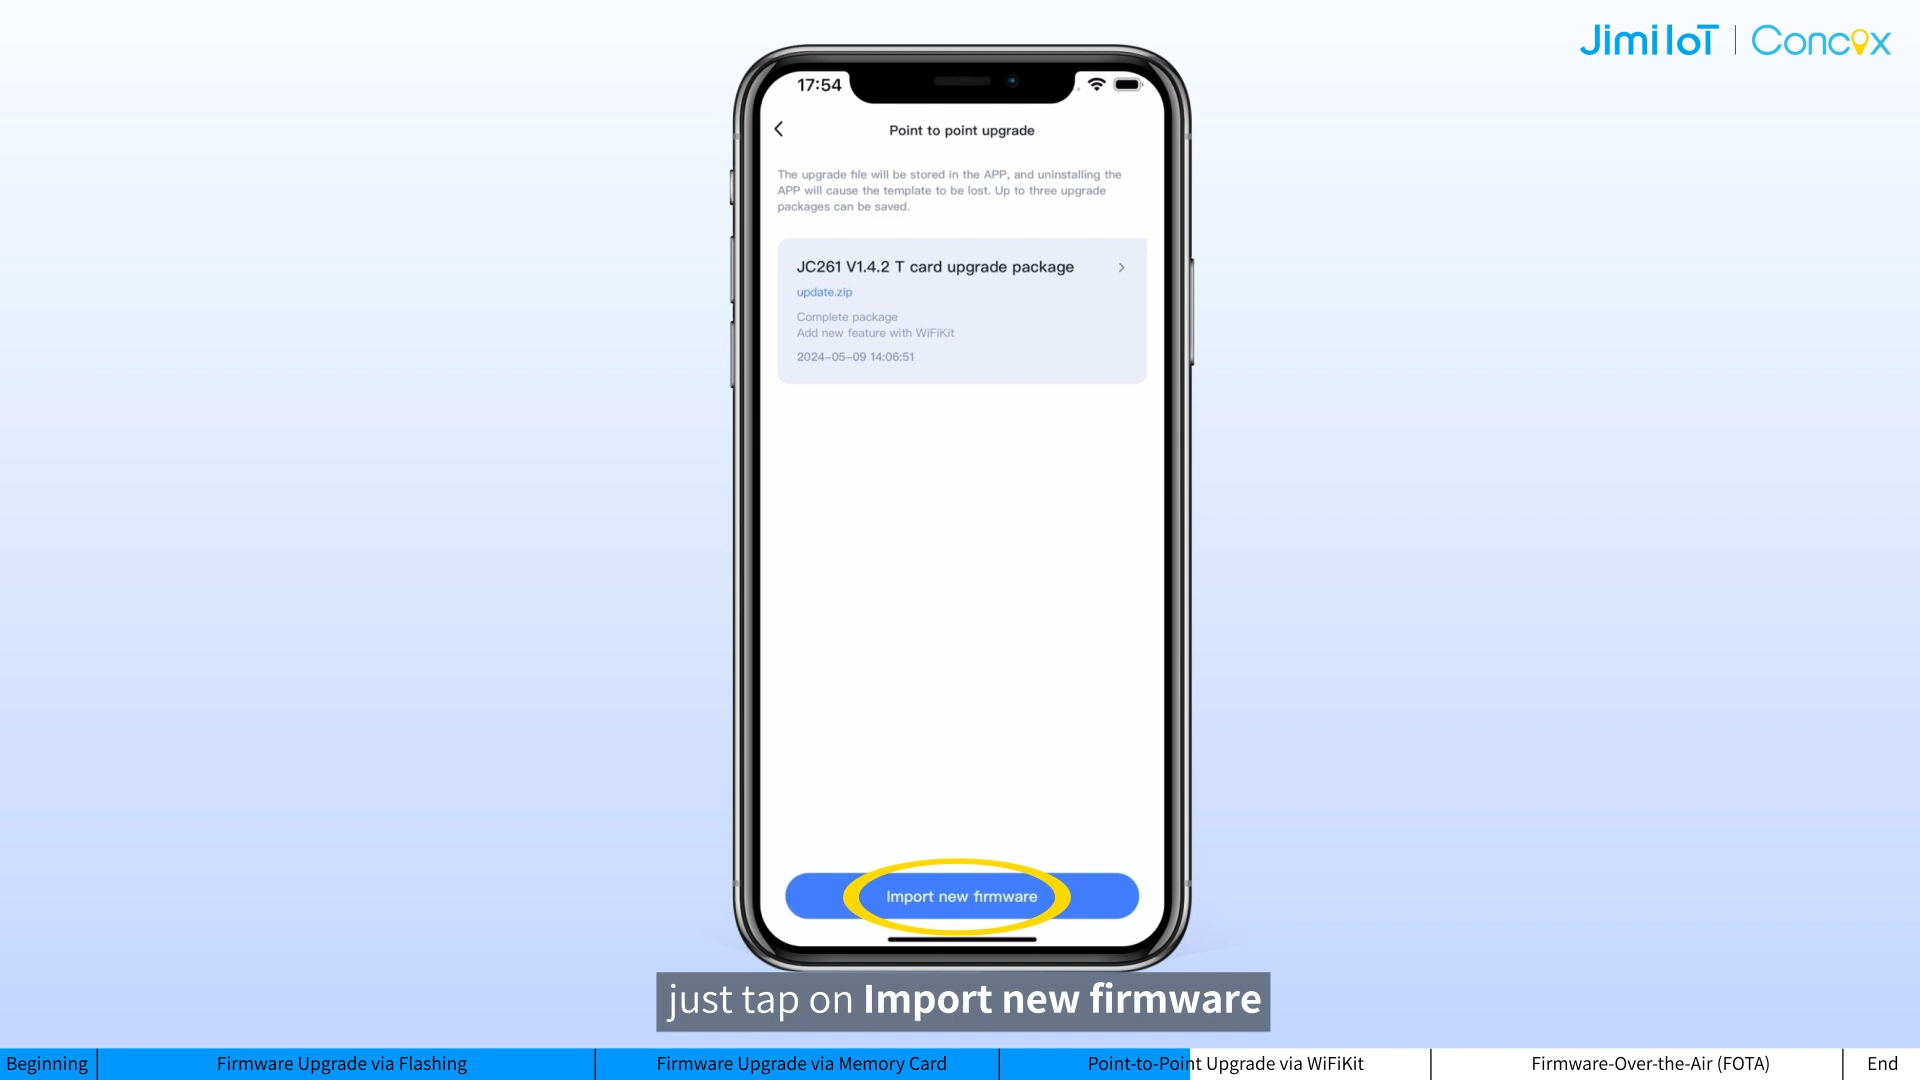 Jimi IoT | Concox
17:54
Point to point upgrade
The upgrade file will be stored in the APP, and uninstalling the
APP will cause the template to be lost. Up to three upgrade
packages can be saved.
JC261 V1.4.2 T card upgrade package
update.zip
Complete package
Add new feature with WiFiKit
2024-05-09 14:06:51
Import new firmware
just tap on Import new firmware
Beginning
Firmware Upgrade via Flashing
Firmware Upgrade via Memory Card
Point-to-Point Upgrade via WiFiKit
Firmware-Over-the-Air (FOTA)
End